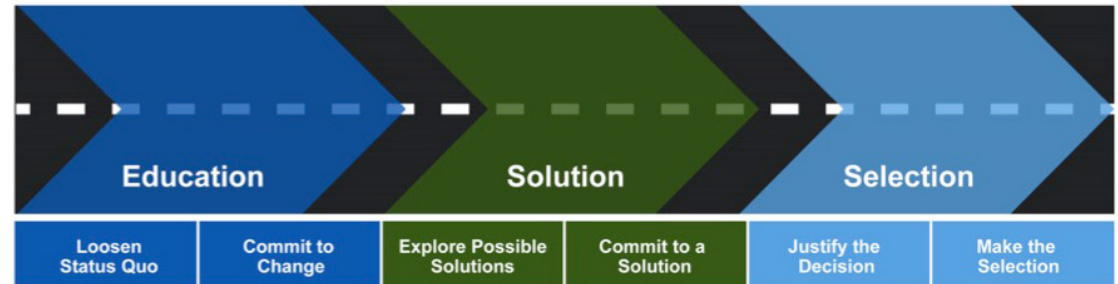 Education
Solution
Selection
Loosen
Status Quo
Commit to
Change
Explore Possible
Solutions
Commit to a
Solution
Justify the
Decision
Make the
Selection